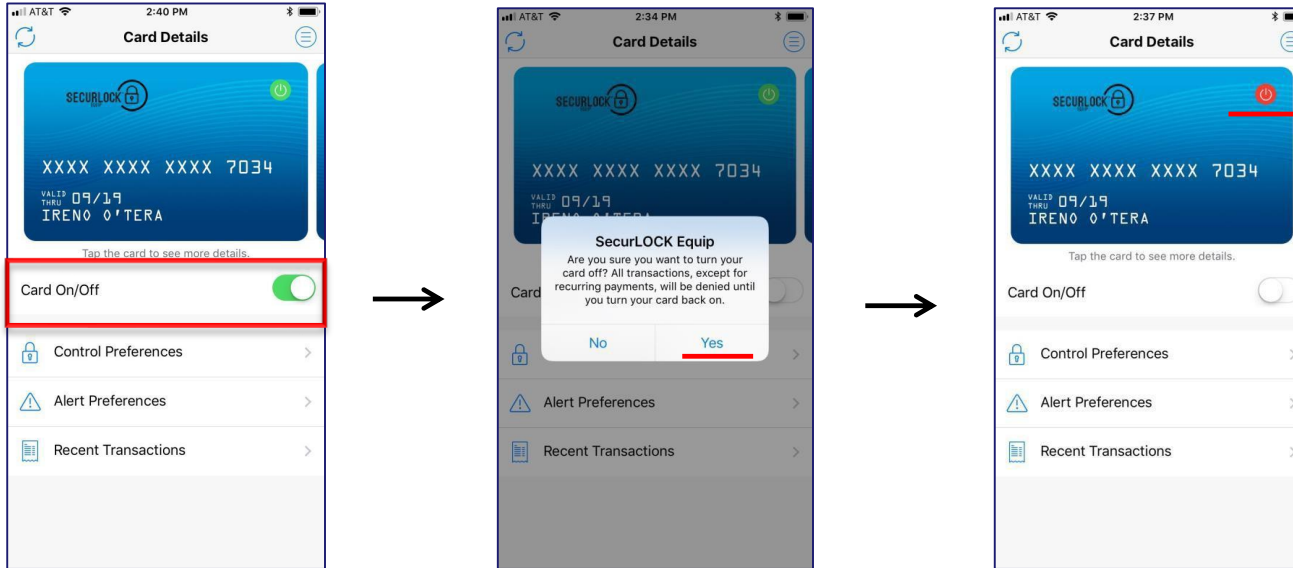 AT&T 2:40 PM
Card Details
SECURLOCK
XXXX XXXX XXXX 7034
VALID THRU 09/19
IRENO O'TERA
Tap the card to see more details.
Card On/Off
Control Preferences
Alert Preferences
Recent Transactions
AT&T 2:34 PM
Card Details
SECURLOCK
XXXX XXXX XXXX 7034
VALID THRU 09/19
SecurLOCK Equip
Are you sure you want to turn your
card off? All transactions, except for
recurring payments, will be denied until
you turn your card back on.
Card
No Yes
Alert Preferences
Recent Transactions
AT&T 2:37 PM
Card Details
SECURLOCK
XXXX XXXX XXXX 7034
VALID THRU 09/19
IRENO O'TERA
Tap the card to see more details.
Card On/Off
Control Preferences
Alert Preferences
Recent Transactions